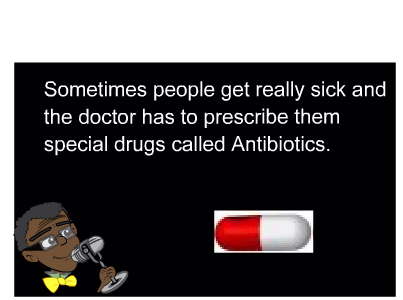 Sometimes people get really sick and
the doctor has to prescribe them
special drugs called Antibiotics.